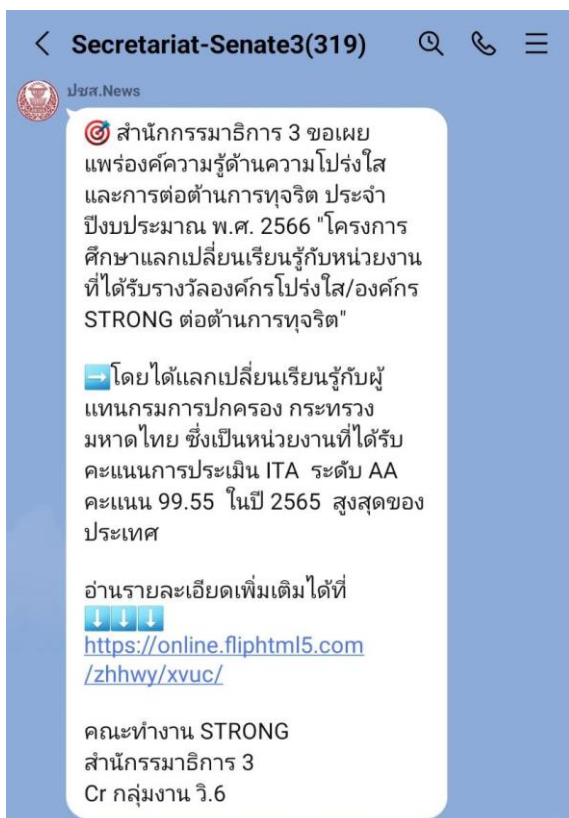 Secretariat-Senate3(319)
ปชส.News
🎯 สำนักกรรมาธิการ 3 ขอเผย
แพร่องค์ความรู้ด้านความโปร่งใส
และการต่อต้านการทุจริต ประจำ
ปีงบประมาณ พ.ศ. 2566 "โครงการ
ศึกษาแลกเปลี่ยนเรียนรู้กับหน่วยงาน
ที่ได้รับรางวัลองค์กรโปร่งใส/องค์กร
STRONG ต่อต้านการทุจริต"
➡️โดยได้แลกเปลี่ยนเรียนรู้กับผู้
แทนกรมการปกครอง กระทรวง
มหาดไทย ซึ่งเป็นหน่วยงานที่ได้รับ
คะแนนการประเมิน ITA ระดับ AA
คะแนน 99.55 ในปี 2565 สูงสุดของ
ประเทศ
อ่านรายละเอียดเพิ่มเติมได้ที่
⬇️⬇️⬇️
https://online.fliphtml5.com
/zhhwy/xvuc/
คณะทำงาน STRONG
สำนักรรมาธิการ 3
Cr กลุ่มงาน วิ.6